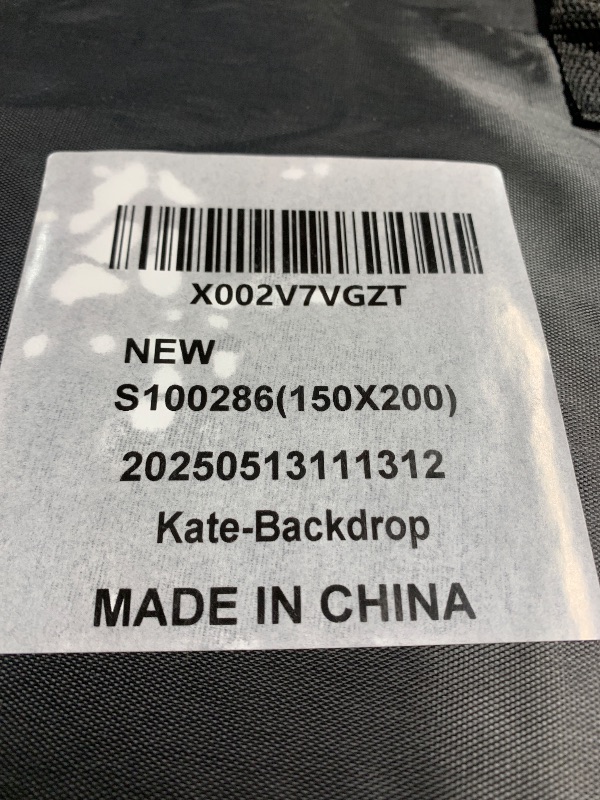 X002V7VGZT
NEW
S100286(150X200)
20250513111312
Kate-Backdrop
MADE IN CHINA